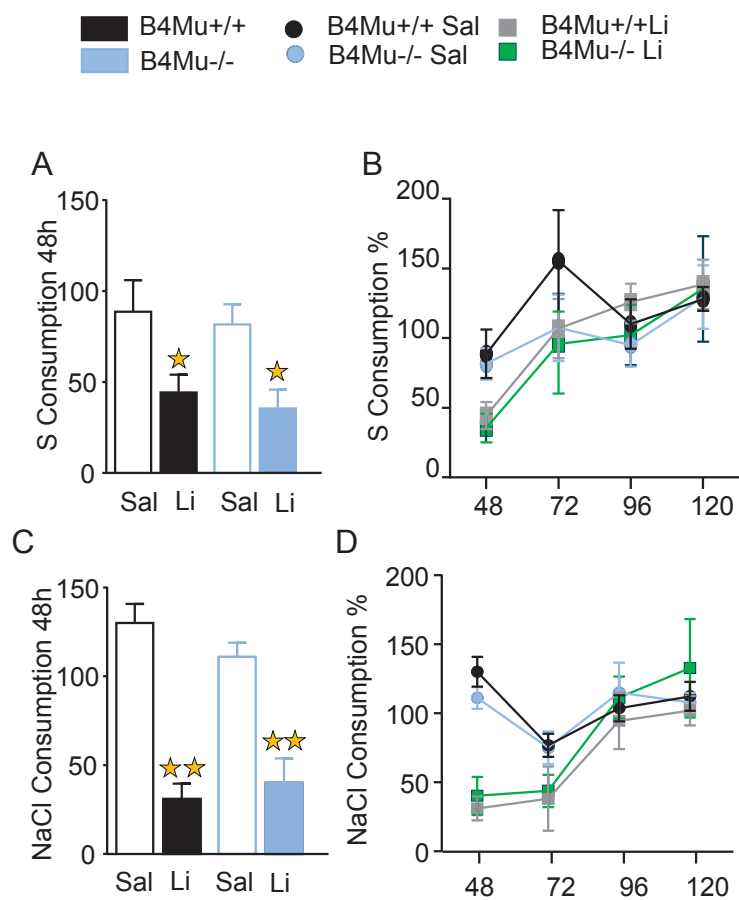 B4Mu+/+
B4Mu-/-
B4Mu+/+ Sal
B4Mu-/- Sal
B4Mu+/+Li
B4Mu-/- Li
A
S Consumption 48h
150
100
50
0
Sal Li Sal Li
B
S Consumption %
200
150
100
50
0
48 72 96 120
C
NaCl Consumption 48h
150
100
50
0
Sal Li Sal Li
D
NaCl Consumption %
200
150
100
50
0
48 72 96 120